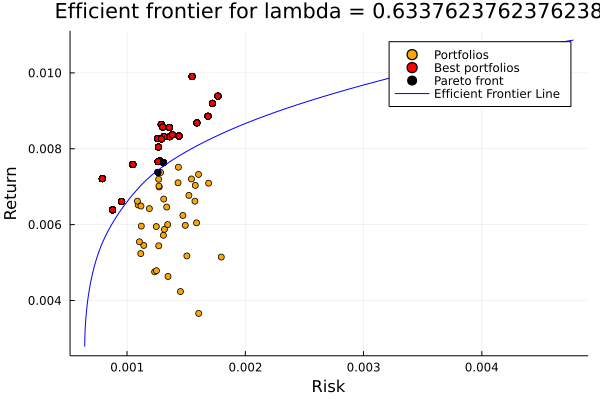 Efficient frontier for lambda = 0.6337623762376238
Portfolios
Best portfolios
Pareto front
Efficient Frontier Line
0.010
0.008
0.006
0.004
Return
0.001
0.002
0.003
0.004
Risk